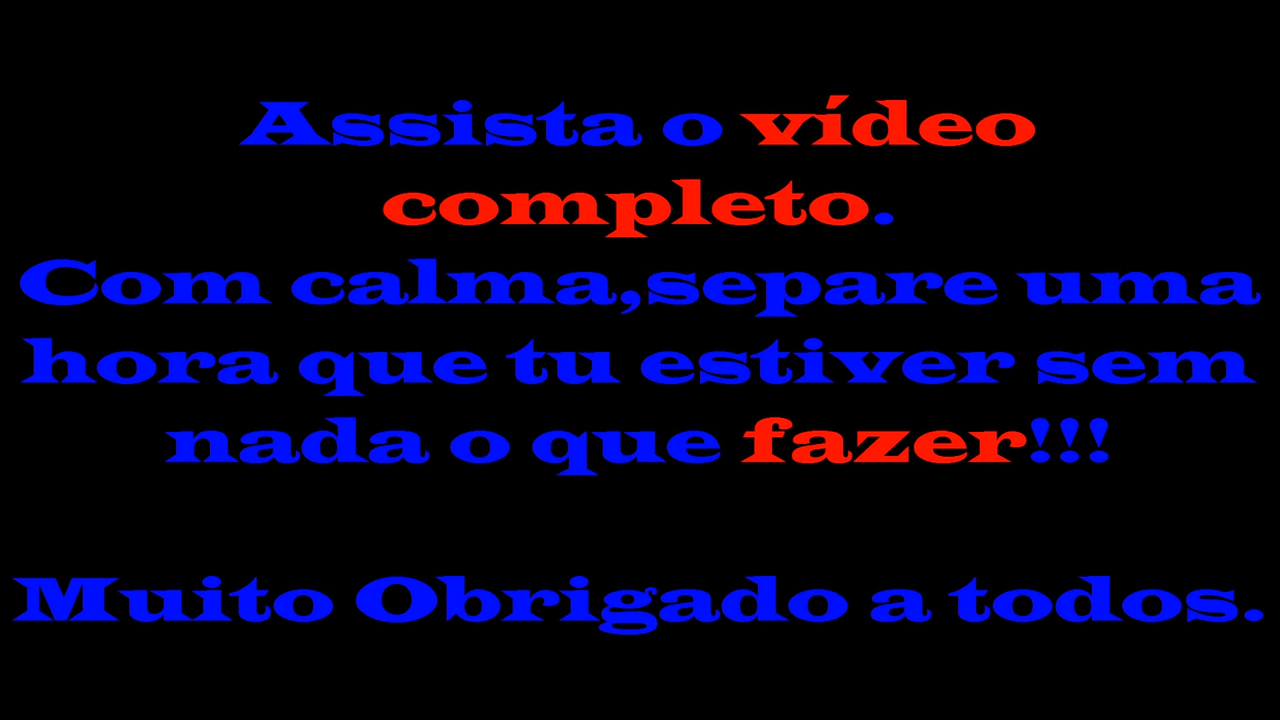 Assista o vídeo
completo.
Com calma,separe uma
hora que tu estiver sem
nada o que fazer!!!
Muito Obrigado a todos.